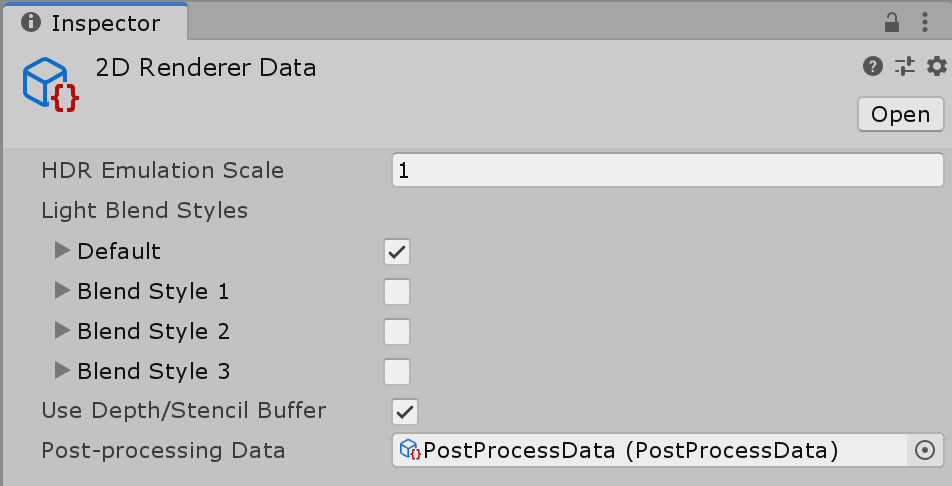 Inspector
2D Renderer Data
Open
HDR Emulation Scale 1
Light Blend Styles
Default
Blend Style 1
Blend Style 2
Blend Style 3
Use Depth/Stencil Buffer
Post-processing Data {}PostProcessData (PostProcessData)